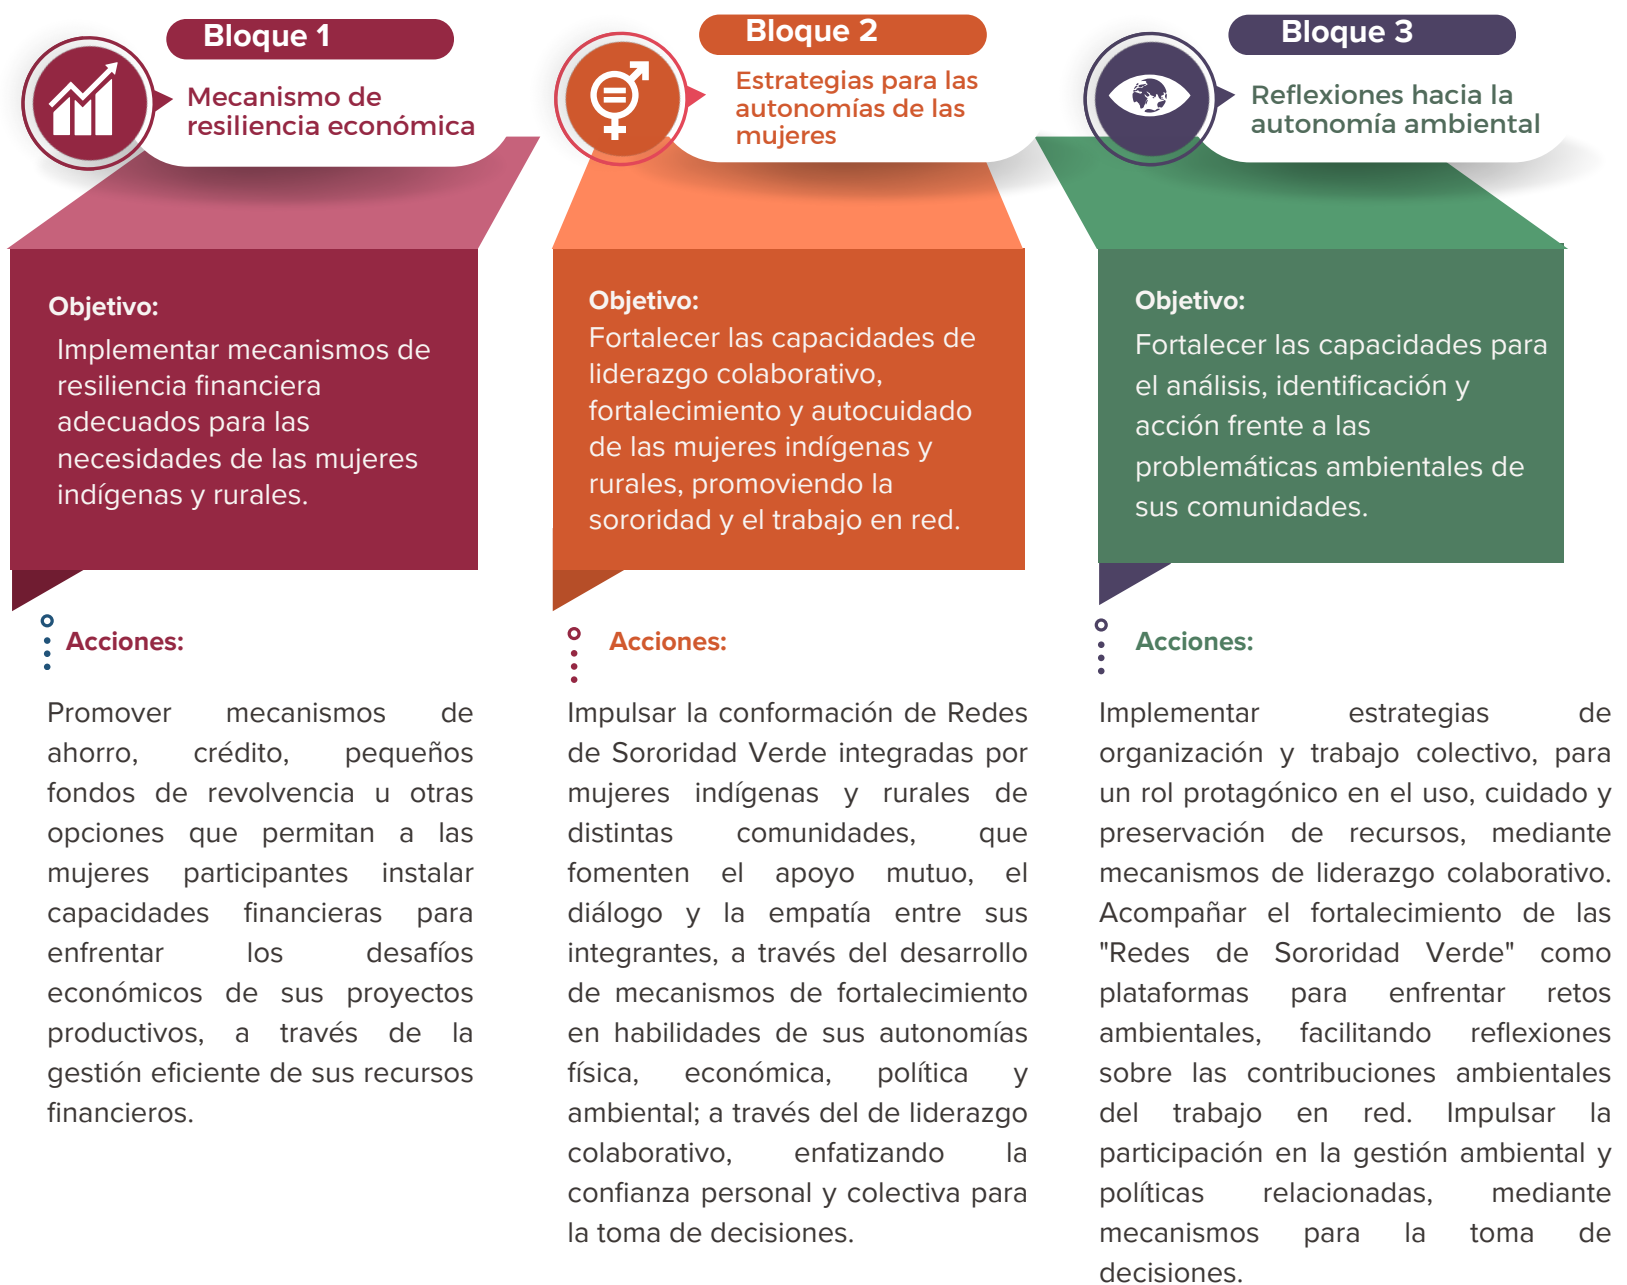 Bloque 1
Mecanismo de
resiliencia económica
Objetivo:
Implementar mecanismos de
resiliencia financiera
adecuados para las
necesidades de las mujeres
indígenas y rurales.
Acciones:
Promover mecanismos de
ahorro, crédito, pequeños
fondos de revolvencia u otras
opciones que permitan a las
mujeres participantes instalar
capacidades financieras para
enfrentar los desafíos
económicos de sus proyectos
productivos, a través de la
gestión eficiente de sus recursos
financieros.
Bloque 2
Estrategias para las
autonomías de las
mujeres
Objetivo:
Fortalecer las capacidades de
liderazgo colaborativo,
fortalecimiento y autocuidado
de las mujeres indígenas y
rurales, promoviendo la
sororidad y el trabajo en red.
Acciones:
Impulsar la conformación de Redes
de Sororidad Verde integradas por
mujeres indígenas y rurales de
distintas comunidades, que
fomenten el apoyo mutuo, el
diálogo y la empatía entre sus
integrantes, a través del desarrollo
de mecanismos de fortalecimiento
en habilidades de sus autonomías
física, económica, política y
ambiental; a través del de liderazgo
colaborativo, enfatizando la
confianza personal y colectiva para
la toma de decisiones.
Bloque 3
Reflexiones hacia la
autonomía ambiental
Objetivo:
Fortalecer las capacidades para
el análisis, identificación y
acción frente a las
problemáticas ambientales de
sus comunidades.
Acciones:
Implementar estrategias de
organización y trabajo colectivo, para
un rol protagónico en el uso, cuidado y
preservación de recursos, mediante
mecanismos de liderazgo colaborativo.
Acompañar el fortalecimiento de las
"Redes de Sororidad Verde" como
plataformas para enfrentar retos
ambientales, facilitando reflexiones
sobre las contribuciones ambientales
del trabajo en red. Impulsar la
participación en la gestión ambiental y
políticas relacionadas, mediante
mecanismos para la toma de
decisiones.